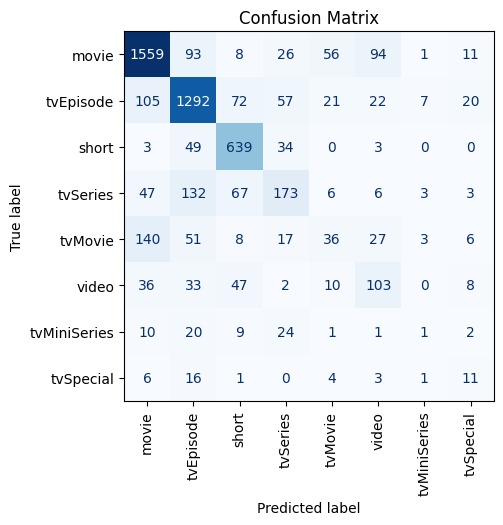 Confusion Matrix
True label
movie 1559 93 8 26 56 94 1 11
tvEpisode 105 1292 72 57 21 22 7 20
short 3 49 639 34 0 3 0 0
tvSeries 47 132 67 173 6 6 3 3
tvMovie 140 51 8 17 36 27 3 6
video 36 33 47 2 10 103 0 8
tvMiniSeries 10 20 9 24 1 1 1 2
tvSpecial 6 16 1 0 4 3 1 11
movie tvEpisode short tvSeries tvMovie video tvMiniSeries tvSpecial
Predicted label